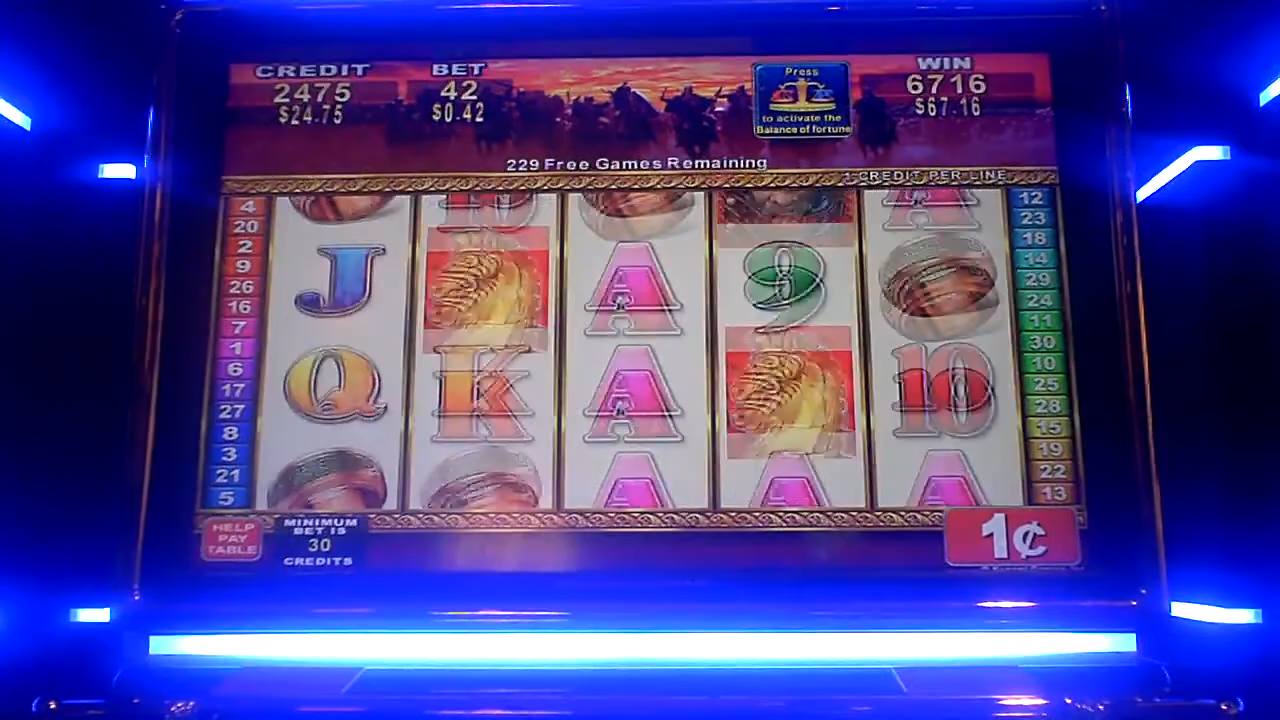 CREDIT
2475
$24.75
BET
42
$0.42
Press
to activate the
Balance of fortune
WIN
6716
$67.16
229 Free Games Remaining
1 CREDIT PER LINE
4
20
2
9
26
16
7
1
6
17
27
8
3
21
5
10
A
J
A
9
Q
K
A
10
A
A
A
12
23
18
14
29
24
11
30
10
25
28
15
19
22
13
HELP
PAY
TABLE
MINIMUM
BET IS
30
CREDITS
1¢